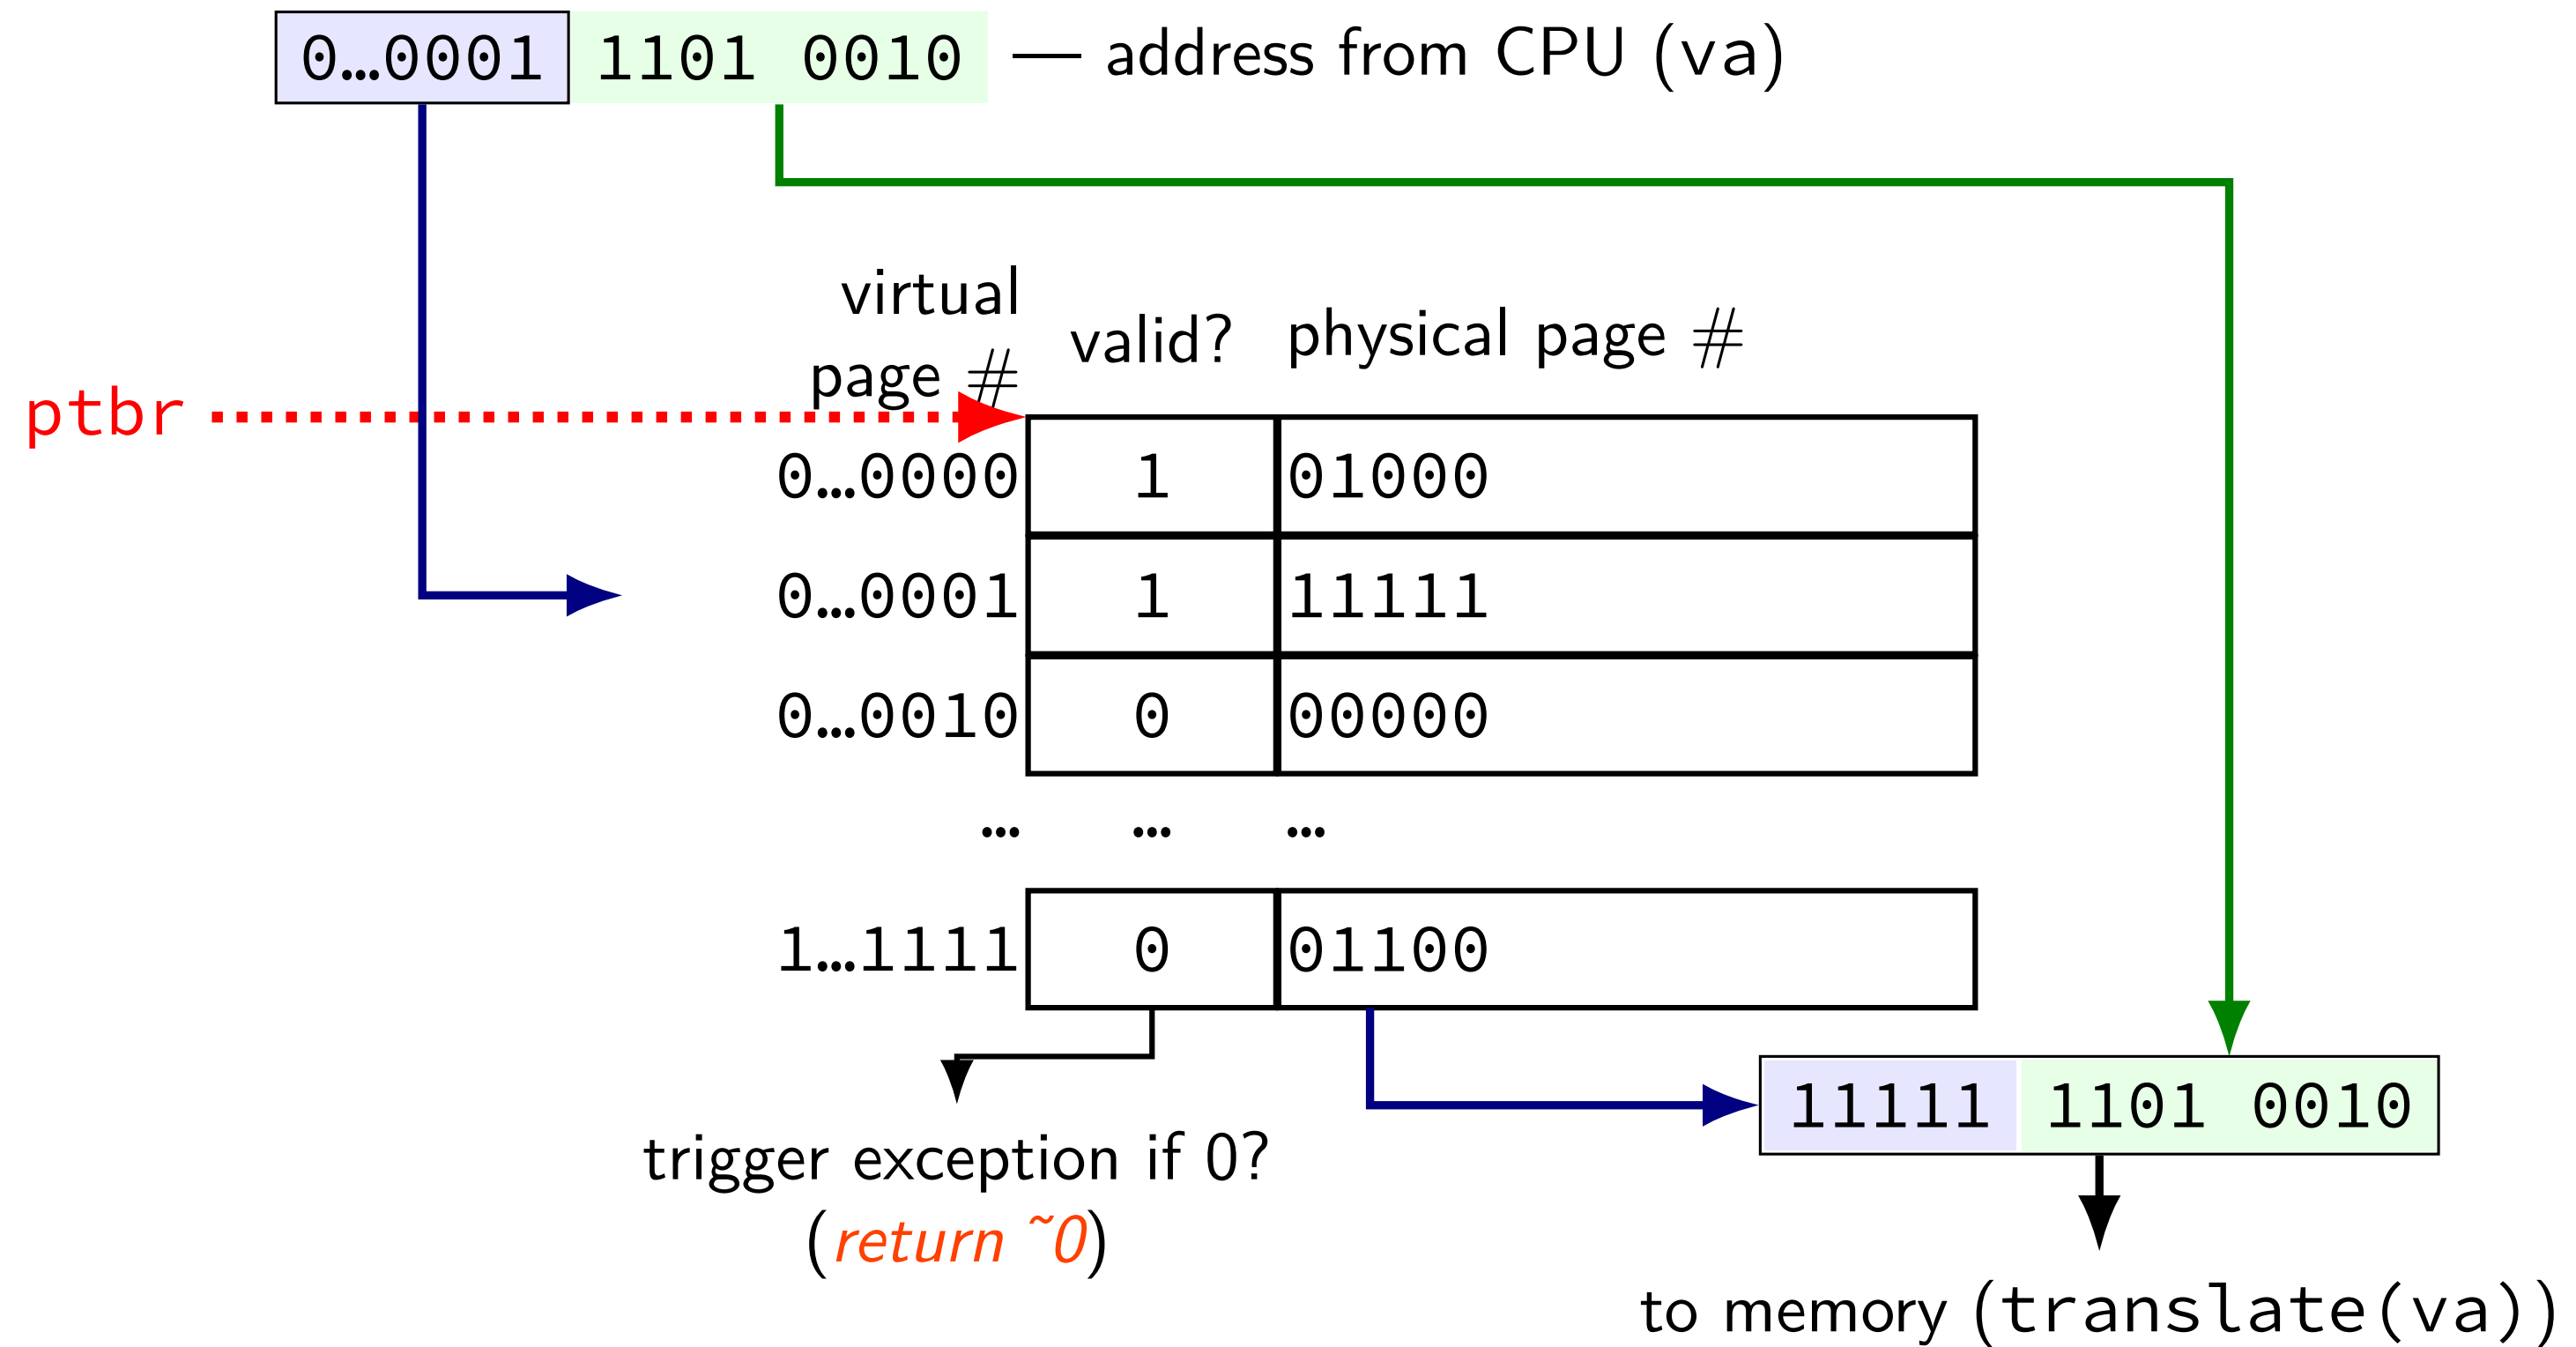 0…0001 1101 0010 — address from CPU (va)
virtual
page #
valid?
physical page #
ptbr
0…0000 1 01000
0…0001 1 11111
0…0010 0 00000
… … …
1…1111 0 01100
11111 1101 0010
trigger exception if 0?
(return ~0)
to memory (translate(va))